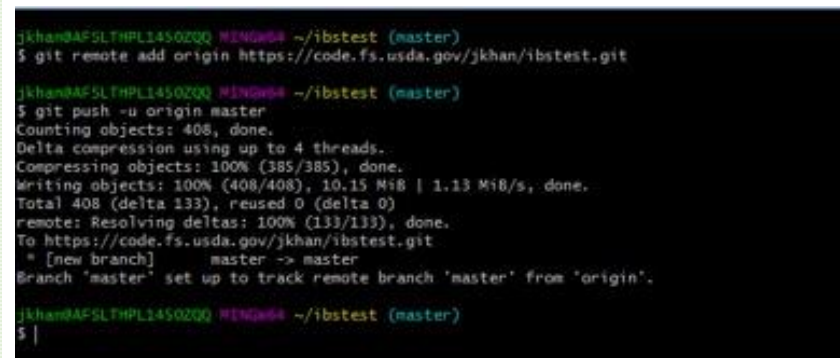 jkhan@AFSLTHPL1450ZQQ MINGW64 ~/ibstest (master)
$ git remote add origin https://code.fs.usda.gov/jkhan/ibstest.git
jkhan@AFSLTHPL1450ZQQ MINGW64 ~/ibstest (master)
$ git push -u origin master
Counting objects: 408, done.
Delta compression using up to 4 threads.
Compressing objects: 100% (385/385), done.
Writing objects: 100% (408/408), 10.15 MiB | 1.13 MiB/s, done.
Total 408 (delta 133), reused 0 (delta 0)
remote: Resolving deltas: 100% (133/133), done.
To https://code.fs.usda.gov/jkhan/ibstest.git
 * [new branch]      master -> master
Branch 'master' set up to track remote branch 'master' from 'origin'.
jkhan@AFSLTHPL1450ZQQ MINGW64 ~/ibstest (master)
$